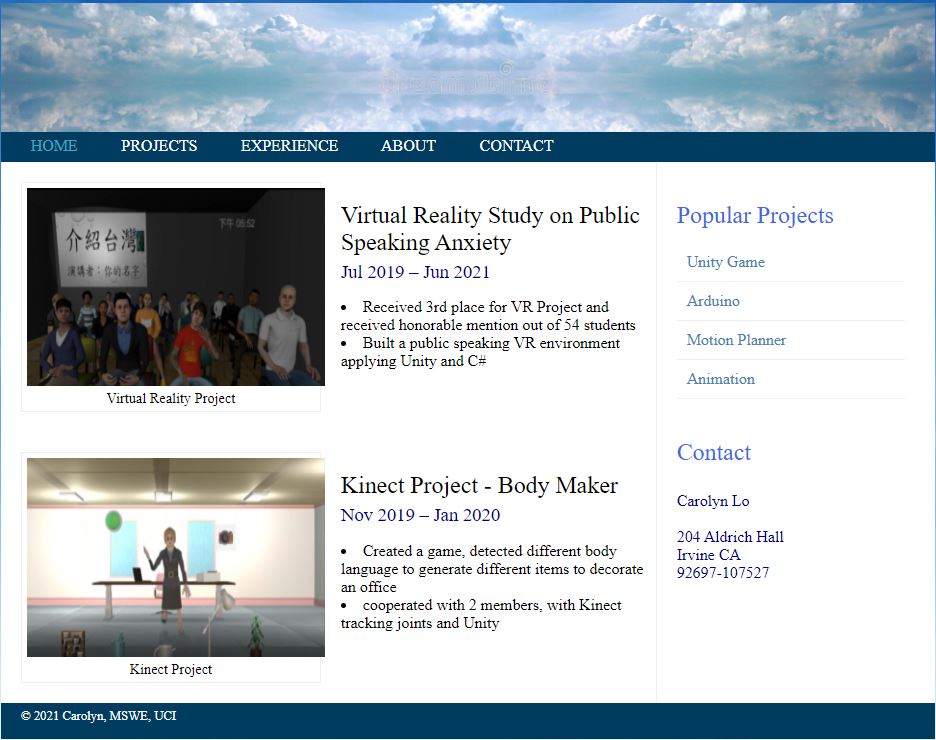 dreamstime
HOME PROJECTS EXPERIENCE ABOUT CONTACT
介紹台灣
演講者：你的名字
下午 05:52
Virtual Reality Project
Virtual Reality Study on Public
Speaking Anxiety
Jul 2019 – Jun 2021
• Received 3rd place for VR Project and
received honorable mention out of 54 students
• Built a public speaking VR environment
applying Unity and C#
Kinect Project
Kinect Project - Body Maker
Nov 2019 – Jan 2020
• Created a game, detected different body
language to generate different items to decorate
an office
• cooperated with 2 members, with Kinect
tracking joints and Unity
Popular Projects
Unity Game
Arduino
Motion Planner
Animation
Contact
Carolyn Lo
204 Aldrich Hall
Irvine CA
92697-107527
© 2021 Carolyn, MSWE, UCI